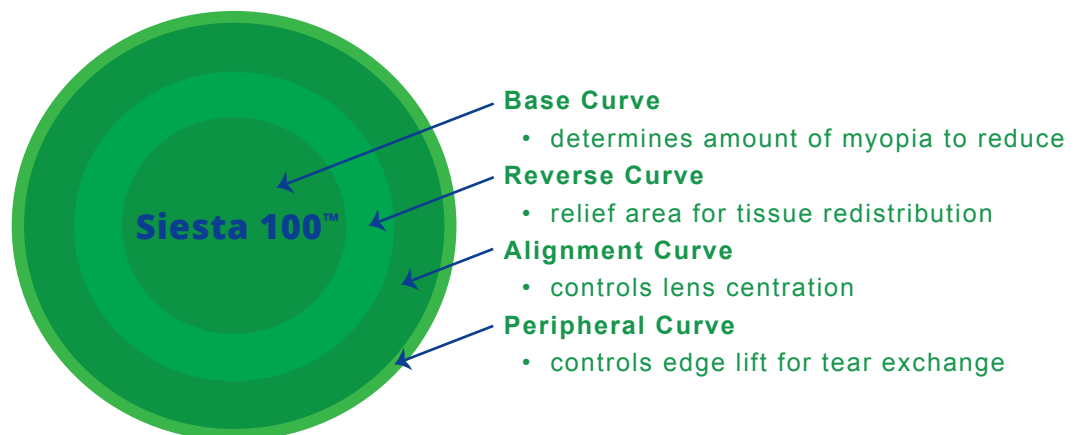 Siesta 100™
Base Curve
• determines amount of myopia to reduce
Reverse Curve
• relief area for tissue redistribution
Alignment Curve
• controls lens centration
Peripheral Curve
• controls edge lift for tear exchange